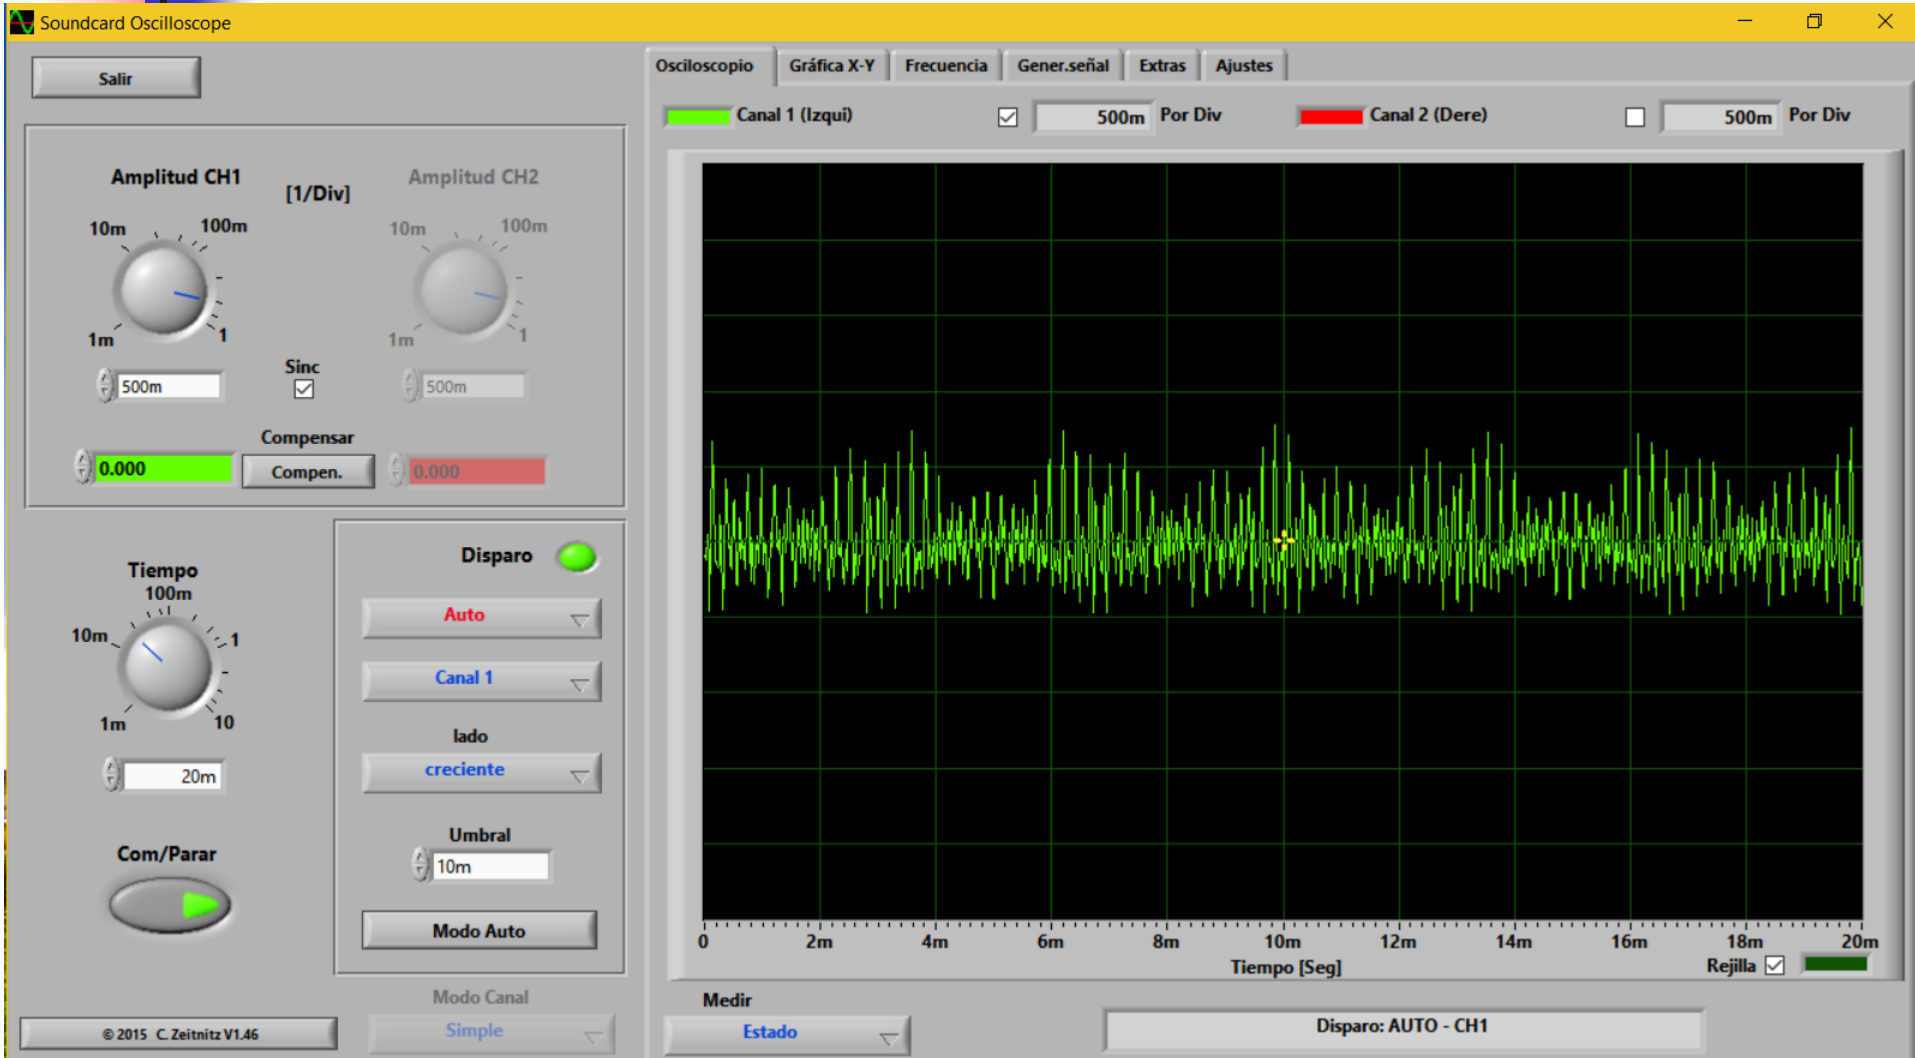 Soundcard Oscilloscope
Salir
Osciloscopio Gráfica X-Y Frecuencia Gener.señal Extras Ajustes
Canal 1 (Izqui) 500m Por Div Canal 2 (Dere) 500m Por Div
Amplitud CH1 [1/Div] Amplitud CH2
10m 100m 10m 100m
1m 1 1m 1
Sinc
500m 500m
Compensar
0.000 Compen. 0.000
Tiempo
100m
10m 1
1m 10
20m
Com/Parar
Disparo
Auto
Canal 1
lado
creciente
Umbral
10m
Modo Auto
Modo Canal
Simple
© 2015 C. Zeitnitz V1.46
0 2m 4m 6m 8m 10m 12m 14m 16m 18m 20m
Tiempo [Seg]
Rejilla
Medir
Estado
Disparo: AUTO - CH1